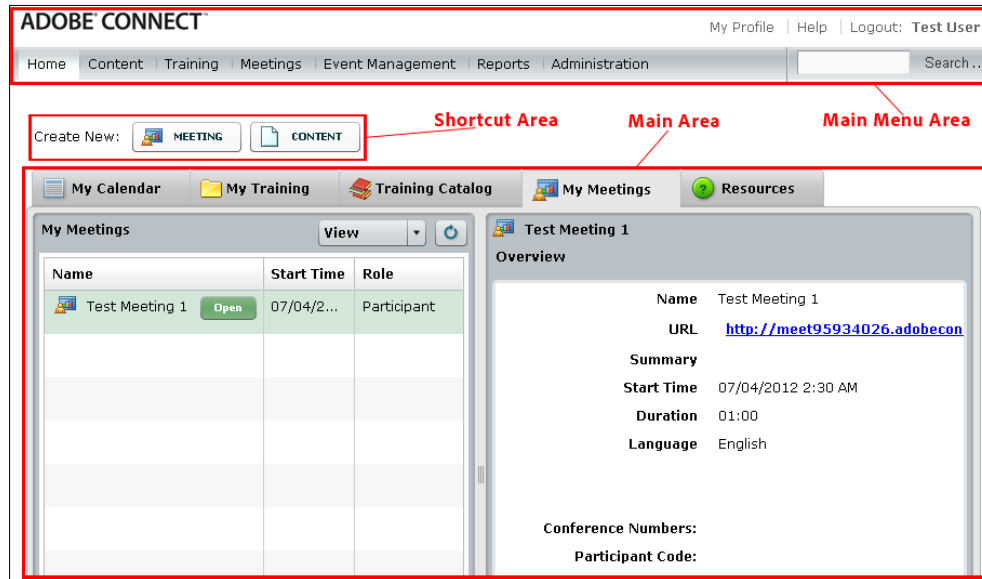 ADOBE® CONNECT™
My Profile | Help | Logout: Test User
Home Content Training Meetings Event Management Reports Administration Search ..
Create New: MEETING CONTENT
Shortcut Area Main Area Main Menu Area
My Calendar My Training Training Catalog My Meetings ? Resources
My Meetings View
Name Start Time Role
Test Meeting 1 Open 07/04/2... Participant
Test Meeting 1
Overview
Name Test Meeting 1
URL http://meet95934026.adobecon
Summary
Start Time 07/04/2012 2:30 AM
Duration 01:00
Language English
Conference Numbers:
Participant Code: